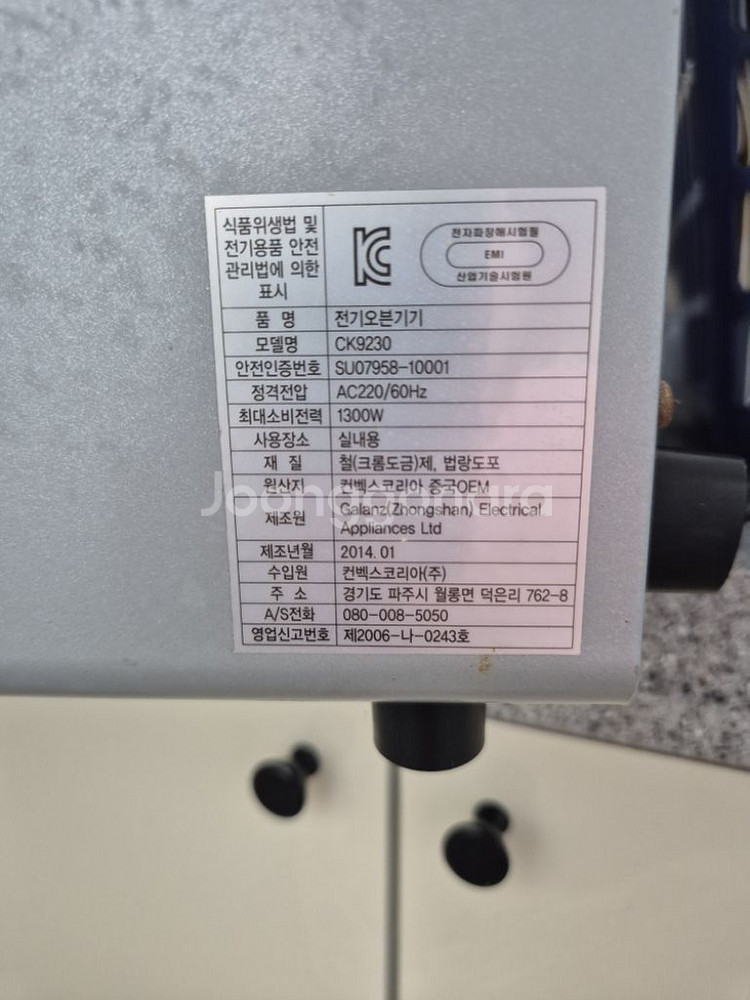 식품위생법 및
전기용품 안전
관리법에 의한
표시
전자파장해시험필
EMI
산업기술시험원
품 명 전기오븐기기
모델명 CK9230
안전인증번호 SU07958-10001
정격전압 AC220/60Hz
최대소비전력 1300W
사용장소 실내용
재 질 철(크롬도금)제, 법랑도포
원산지 컨벡스코리아 중국OEM
Joonggonara
제조원 Galanz(Zhongshan) Electrical
Appliances Ltd
제조년월 2014.01
수입원 컨벡스코리아(주)
주 소 경기도 파주시 월롱면 덕은리 762-8
A/S전화 080-008-5050
영업신고번호 제2006-나-0243호